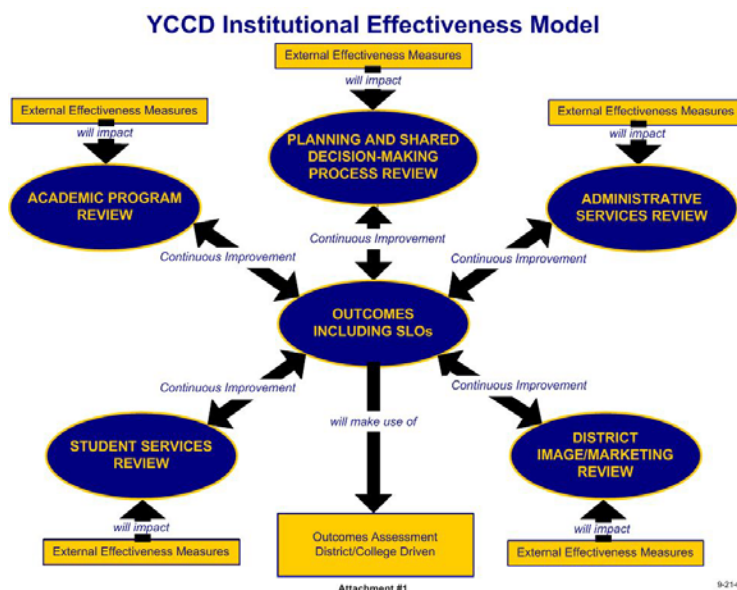 YCCD Institutional Effectiveness Model
External Effectiveness Measures
will impact
PLANNING AND SHARED
DECISION-MAKING
PROCESS REVIEW
External Effectiveness Measures
will impact
ACADEMIC PROGRAM
REVIEW
External Effectiveness Measures
will impact
ADMINISTRATIVE
SERVICES REVIEW
Continuous Improvement
Continuous Improvement
Continuous Improvement
OUTCOMES
INCLUDING SLOs
Continuous Improvement
will make use of
Continuous Improvement
STUDENT SERVICES
REVIEW
DISTRICT
IMAGE/MARKETING
REVIEW
will impact
External Effectiveness Measures
Outcomes Assessment
District/College Driven
will impact
External Effectiveness Measures
Attachment #1